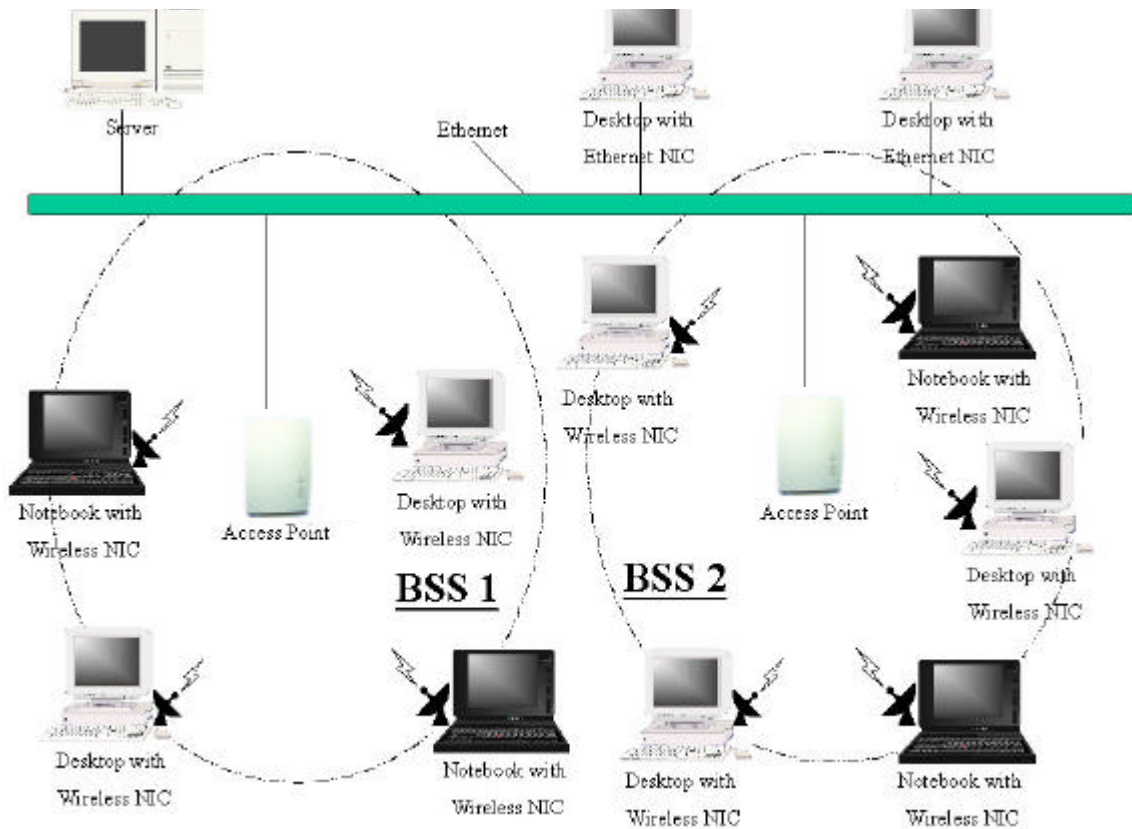 Server
Ethernet
Desktop with
Ethernet NIC
Desktop with
Ethernet NIC
Notebook with
Wireless NIC
Access Point
Desktop with
Wireless NIC
BSS 1
Desktop with
Wireless NIC
Notebook with
Wireless NIC
Desktop with
Wireless NIC
Notebook with
Wireless NIC
Access Point
Desktop with
Wireless NIC
BSS 2
Desktop with
Wireless NIC
Notebook with
Wireless NIC